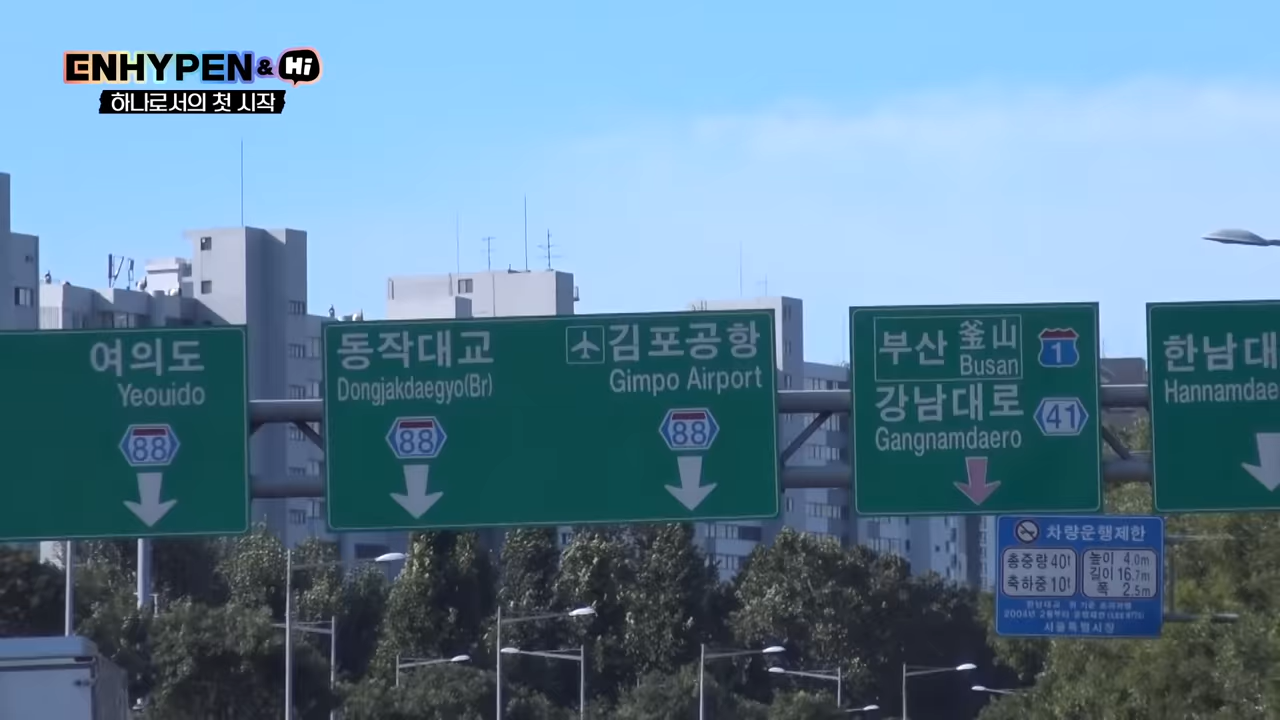 ENHYPEN&Hi
하나로서의 첫 시작
여의도
Yeouido
88
동작대교
Dongjakdaegyo(Br)
88
김포공항
Gimpo Airport
88
부산 釜山
Busan
1
강남대로
Gangnamdaero
41
한남대
Hannamdae
차량운행제한
총중량 40t
축하중 10t
높이 4.0m
길이 16.7m
폭 2.5m
서울특별시장